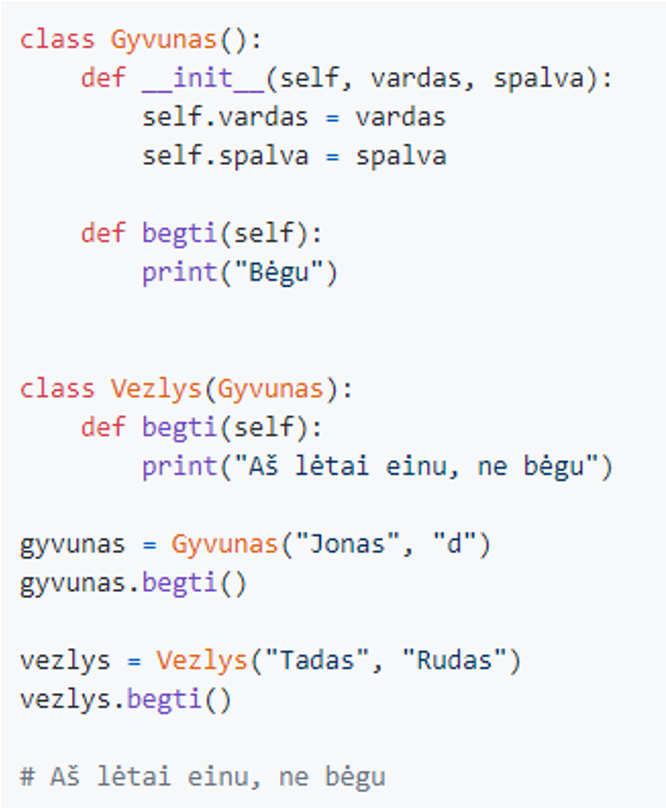 class Gyvunas():
    def __init__(self, vardas, spalva):
        self.vardas = vardas
        self.spalva = spalva

    def begti(self):
        print("Bėgu")


class Vezlys(Gyvunas):
    def begti(self):
        print("Aš lėtai einu, ne bėgu")

gyvunas = Gyvunas("Jonas", "d")
gyvunas.begti()

vezlys = Vezlys("Tadas", "Rudas")
vezlys.begti()

# Aš lėtai einu, ne bėgu